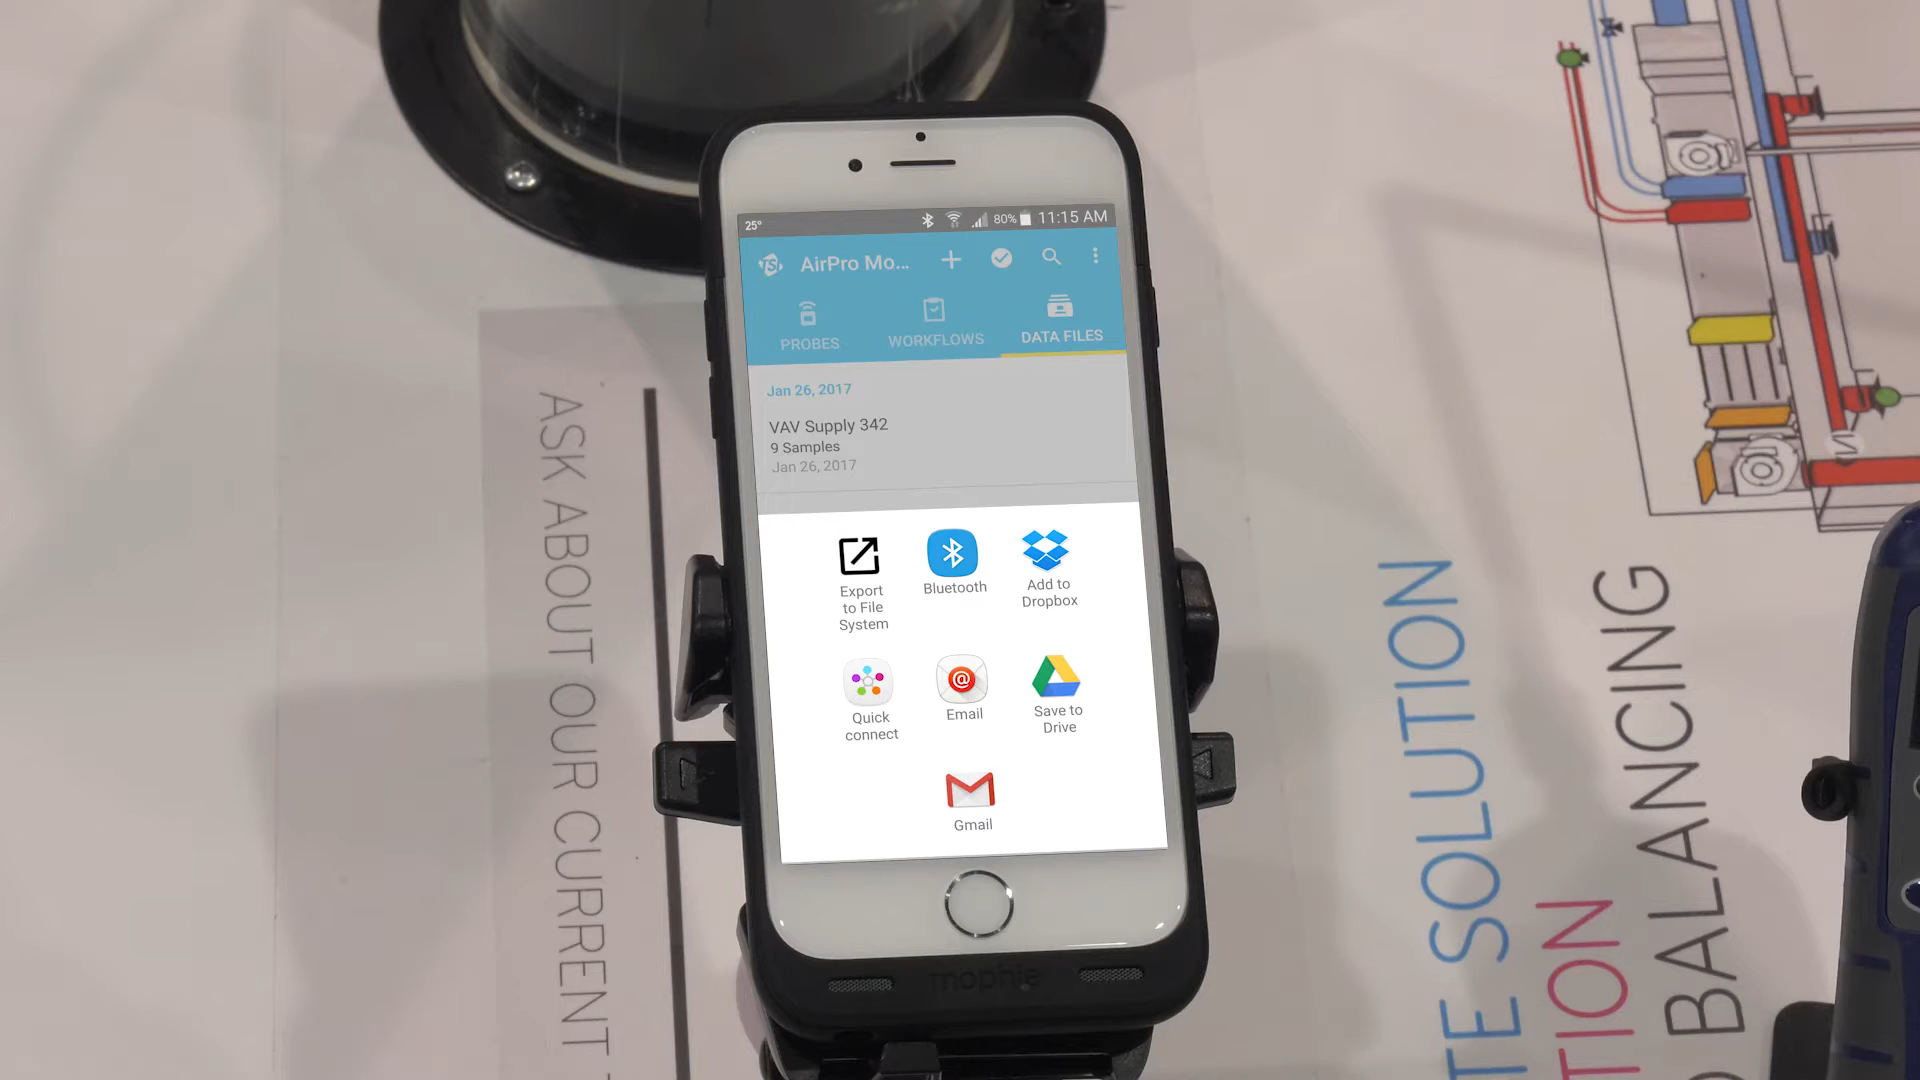 25° 80% 11:15 AM
TSI AirPro Mo...
PROBES WORKFLOWS DATA FILES
Jan 26, 2017
VAV Supply 342
9 Samples
Jan 26, 2017
Export
to File
System
Bluetooth
Add to
Dropbox
Quick
connect
Email
Save to
Drive
Gmail
mophie
ASK ABOUT OUR CURRENT
TE SOLUTION
TION
D BALANCING